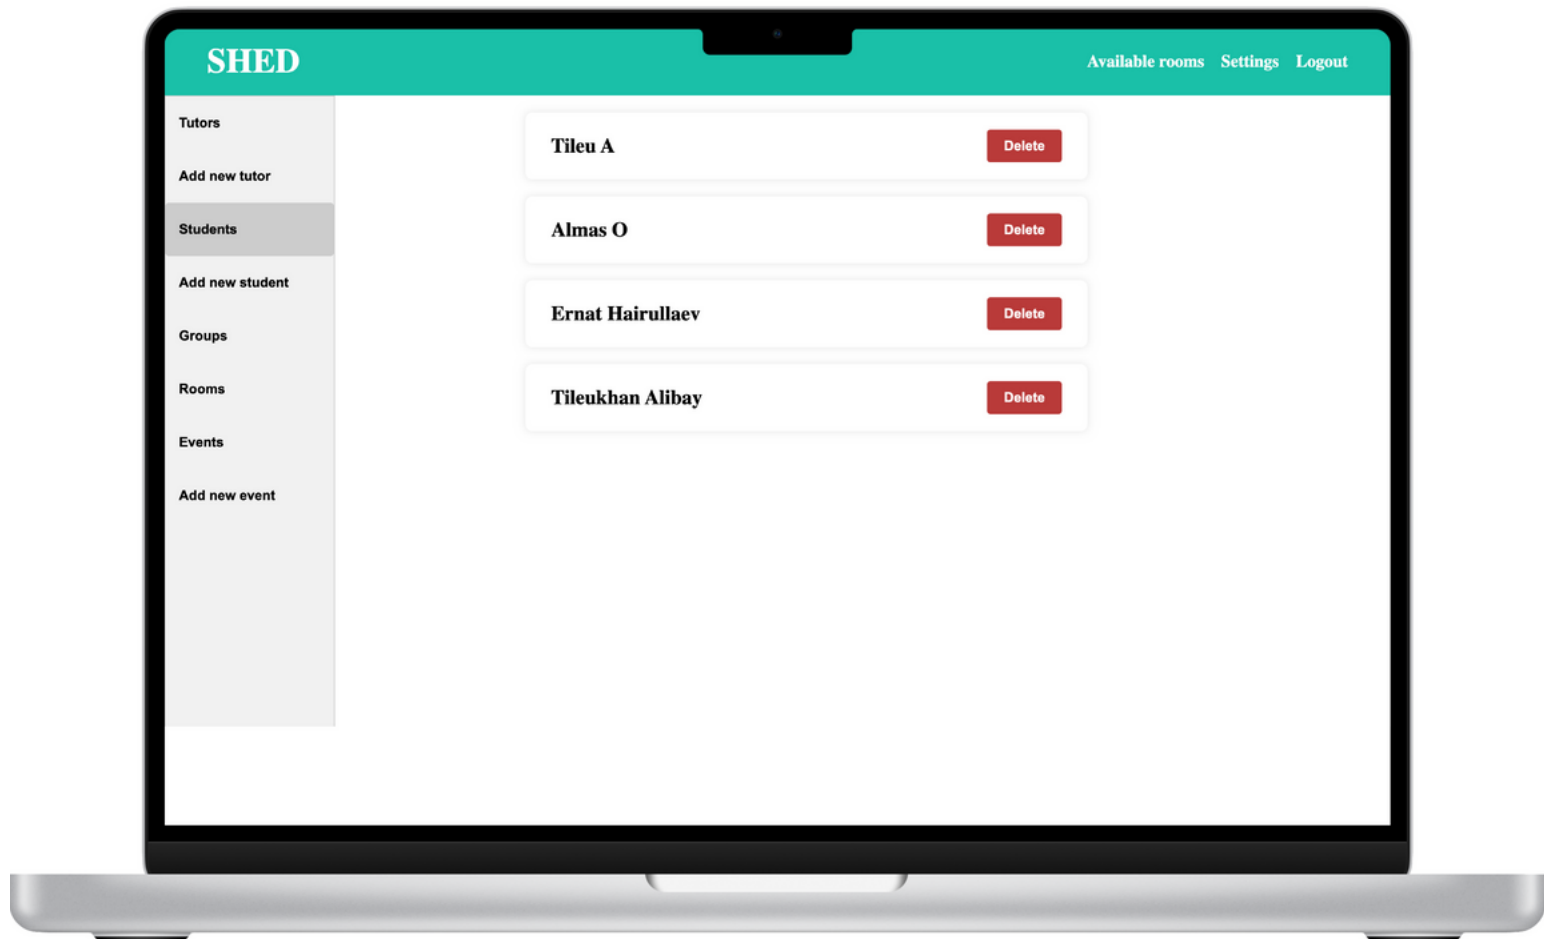 SHED
Available rooms Settings Logout
Tutors
Add new tutor
Students
Add new student
Groups
Rooms
Events
Add new event
Tileu A Delete
Almas O Delete
Ernat Hairullaev Delete
Tileukhan Alibay Delete